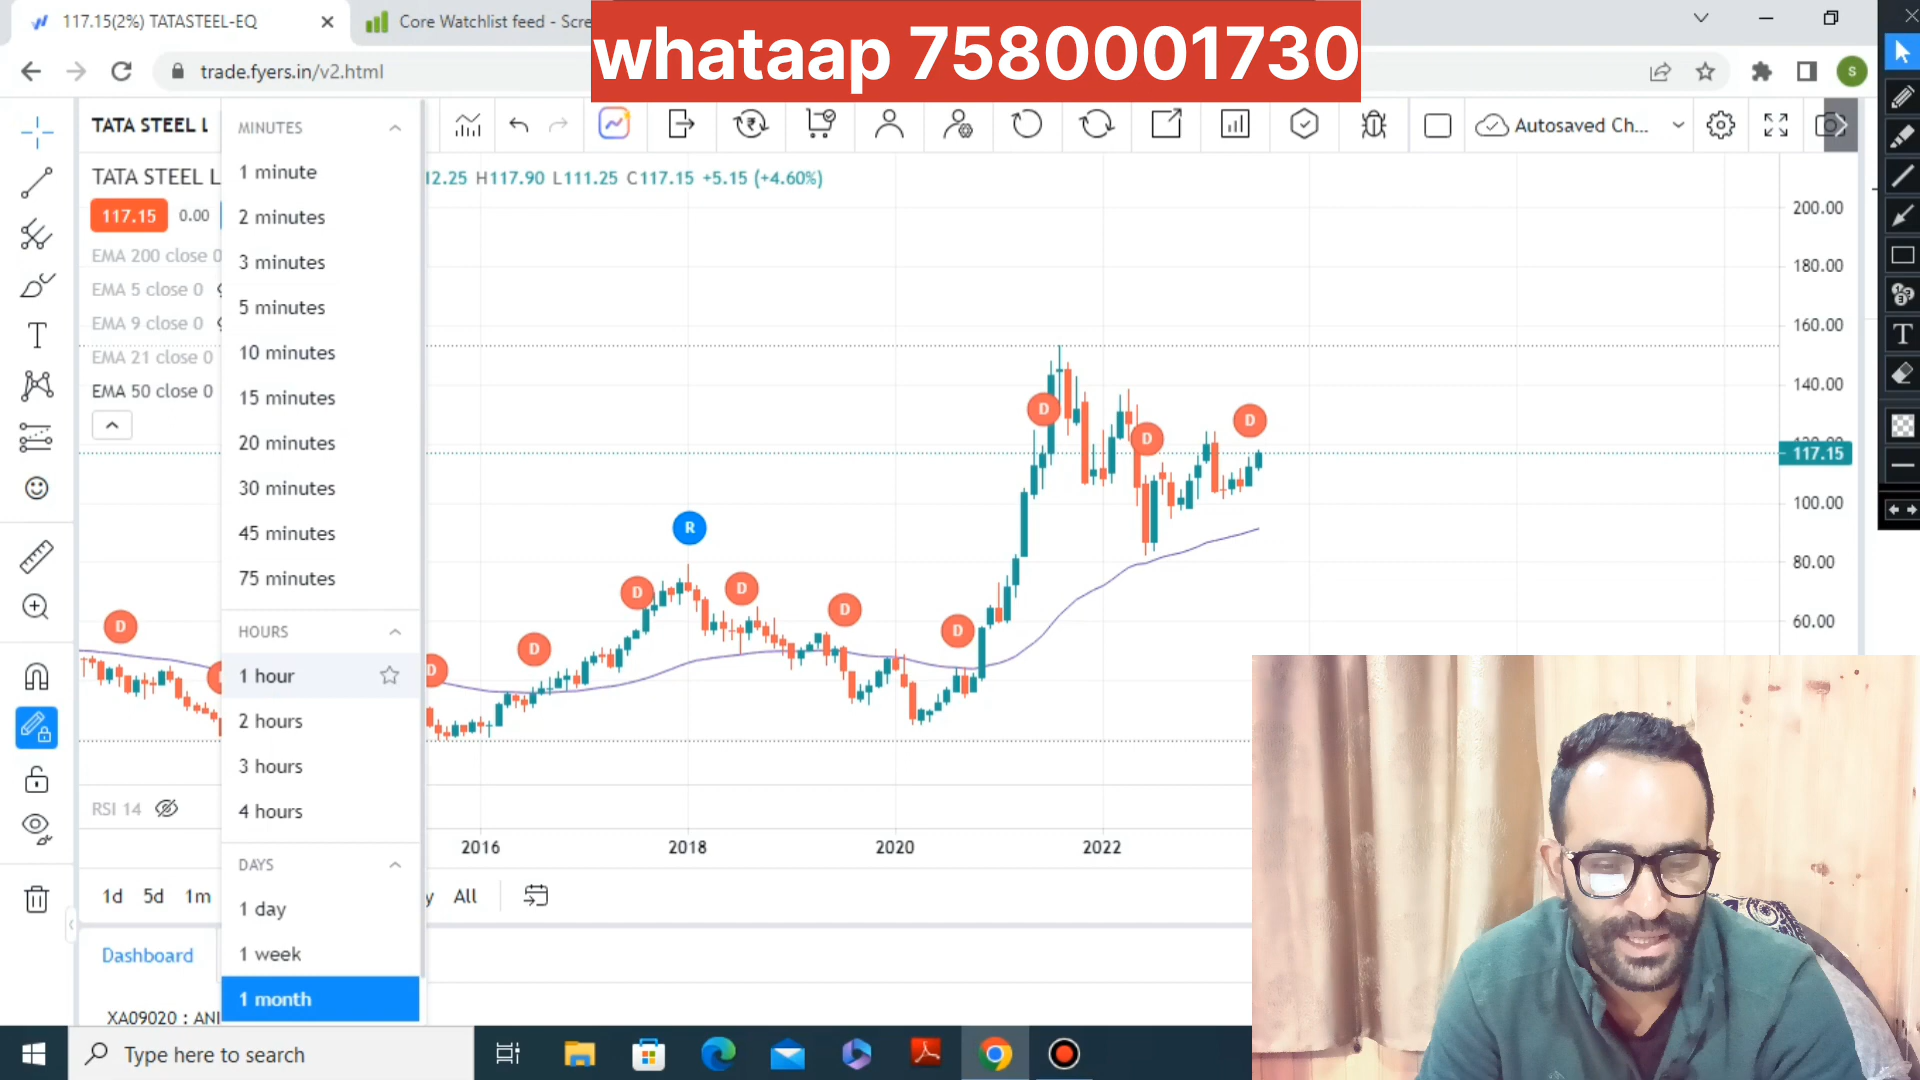 117.15(2%) TATASTEEL-EQ
Core Watchlist feed - Scre
whataap 7580001730
trade.fyers.in/v2.html
S
TATA STEEL L
Autosaved Ch...
TATA STEEL L
12.25 H117.90 L111.25 C117.15 +5.15 (+4.60%)
117.15 0.00
EMA 200 close 0
EMA 5 close 0
EMA 9 close 0
EMA 21 close 0
EMA 50 close 0
MINUTES
1 minute
2 minutes
3 minutes
5 minutes
10 minutes
15 minutes
20 minutes
30 minutes
45 minutes
75 minutes
HOURS
1 hour
2 hours
3 hours
4 hours
DAYS
1 day
1 week
1 month
200.00
180.00
160.00
140.00
120.00
117.15
100.00
80.00
60.00
D
D
D
R
D
D
D
D
D
D
D
RSI 14
2016 2018 2020 2022
1d 5d 1m
y All
Dashboard
XA09020 : ANI
Type here to search